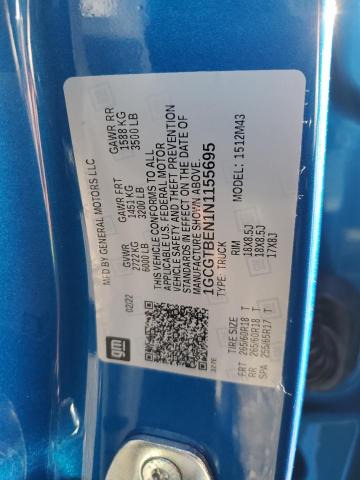 MFD BY GENERAL MOTORS LLC
02/22
GVWR
2722 KG
6000 LB
GAWR FRT
1451 KG
3200 LB
GAWR RR
1588 KG
3500 LB
THIS VEHICLE CONFORMS TO ALL
APPLICABLE U.S. FEDERAL MOTOR
VEHICLE SAFETY AND THEFT PREVENTION
STANDARDS IN EFFECT ON THE DATE OF
MANUFACTURE SHOWN ABOVE.
1GCGTBEN1N1155695
TYPE: TRUCK
MODEL: 1512M43
gm
TIRE SIZE RIM
FRT 265/60R18 T 18X8.5J
RR 265/60R18 T 18X8.5J
SPA 255/65R17 T 17X8J